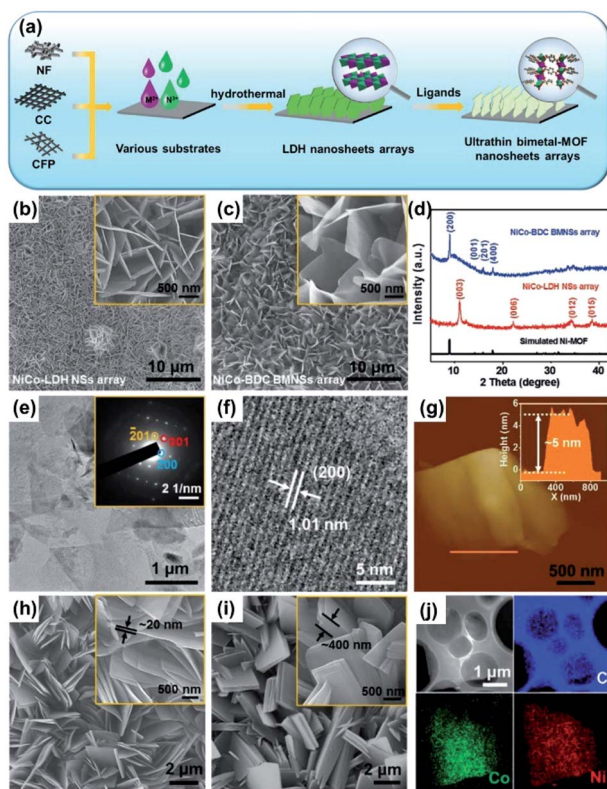 (a)
NF
CC
CFP
M²⁺
N³⁺
hydrothermal
Ligands
Various substrates
LDH nanosheets arrays
Ultrathin bimetal-MOF
nanosheets arrays
(b)
500 nm
10 µm
NiCo-LDH NSs array
(c)
500 nm
10 µm
NiCo-BDC BMNSs array
(d)
Intensity (a.u.)
(200)
NiCo-BDC BMNSs array
(001)
(2̄01)
(400)
NiCo-LDH NSs array
(003)
(006)
(012)
(015)
Simulated Ni-MOF
10 20 30 40
2 Theta (degree)
(e)
2̄01
001
200
2 1/nm
1 µm
(f)
(200)
1.01 nm
5 nm
(g)
Height (nm)
6
4
2
0
~5 nm
0 400 800
X (nm)
500 nm
(h)
~20 nm
500 nm
2 µm
(i)
~400 nm
500 nm
2 µm
(j)
1 µm
C
Co
Ni